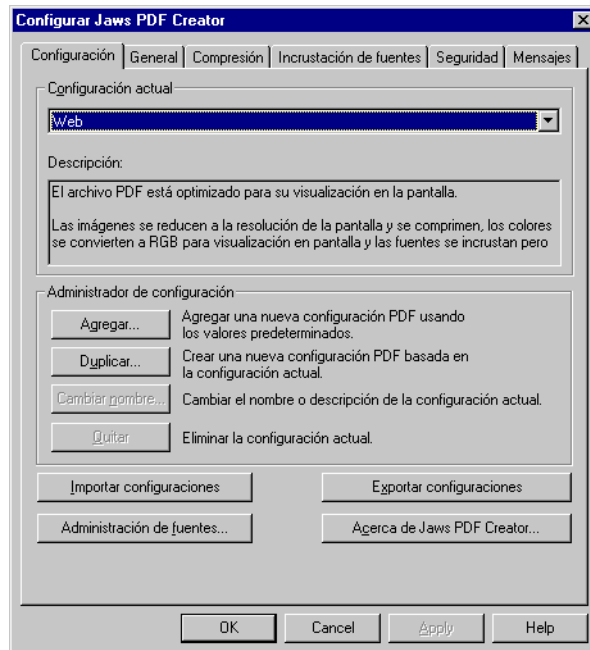 Configurar Jaws PDF Creator
Configuración General Compresión Incrustación de fuentes Seguridad Mensajes
Configuración actual
Web
Descripción:
El archivo PDF está optimizado para su visualización en la pantalla.
Las imágenes se reducen a la resolución de la pantalla y se comprimen, los colores
se convierten a RGB para visualización en pantalla y las fuentes se incrustan pero
Administrador de configuración
Agregar... Agregar una nueva configuración PDF usando
los valores predeterminados.
Duplicar... Crear una nueva configuración PDF basada en
la configuración actual.
Cambiar nombre... Cambiar el nombre o descripción de la configuración actual.
Quitar Eliminar la configuración actual.
Importar configuraciones Exportar configuraciones
Administración de fuentes... Acerca de Jaws PDF Creator...
OK Cancel Apply Help